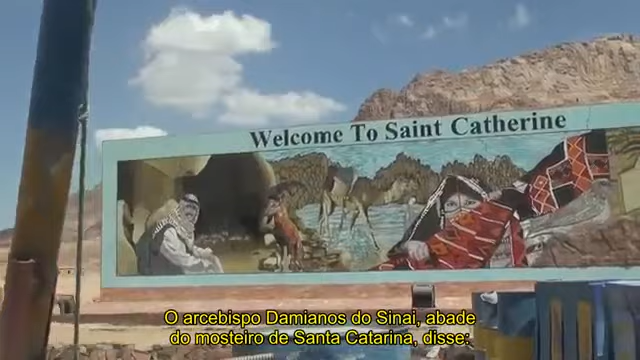 Welcome To Saint Catherine
O arcebispo Damianos do Sinai, abade
do mosteiro de Santa Catarina, disse: